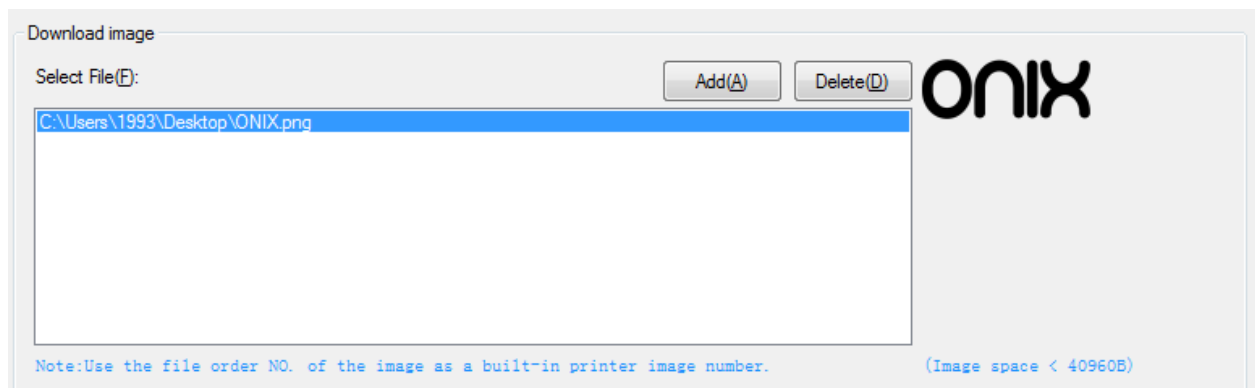 Download image
Select File(F):
Add(A)
Delete(D)
ONIX
C:\Users\1993\Desktop\ONIX.png
Note:Use the file order NO. of the image as a built-in printer image number.
(Image space < 40960B)